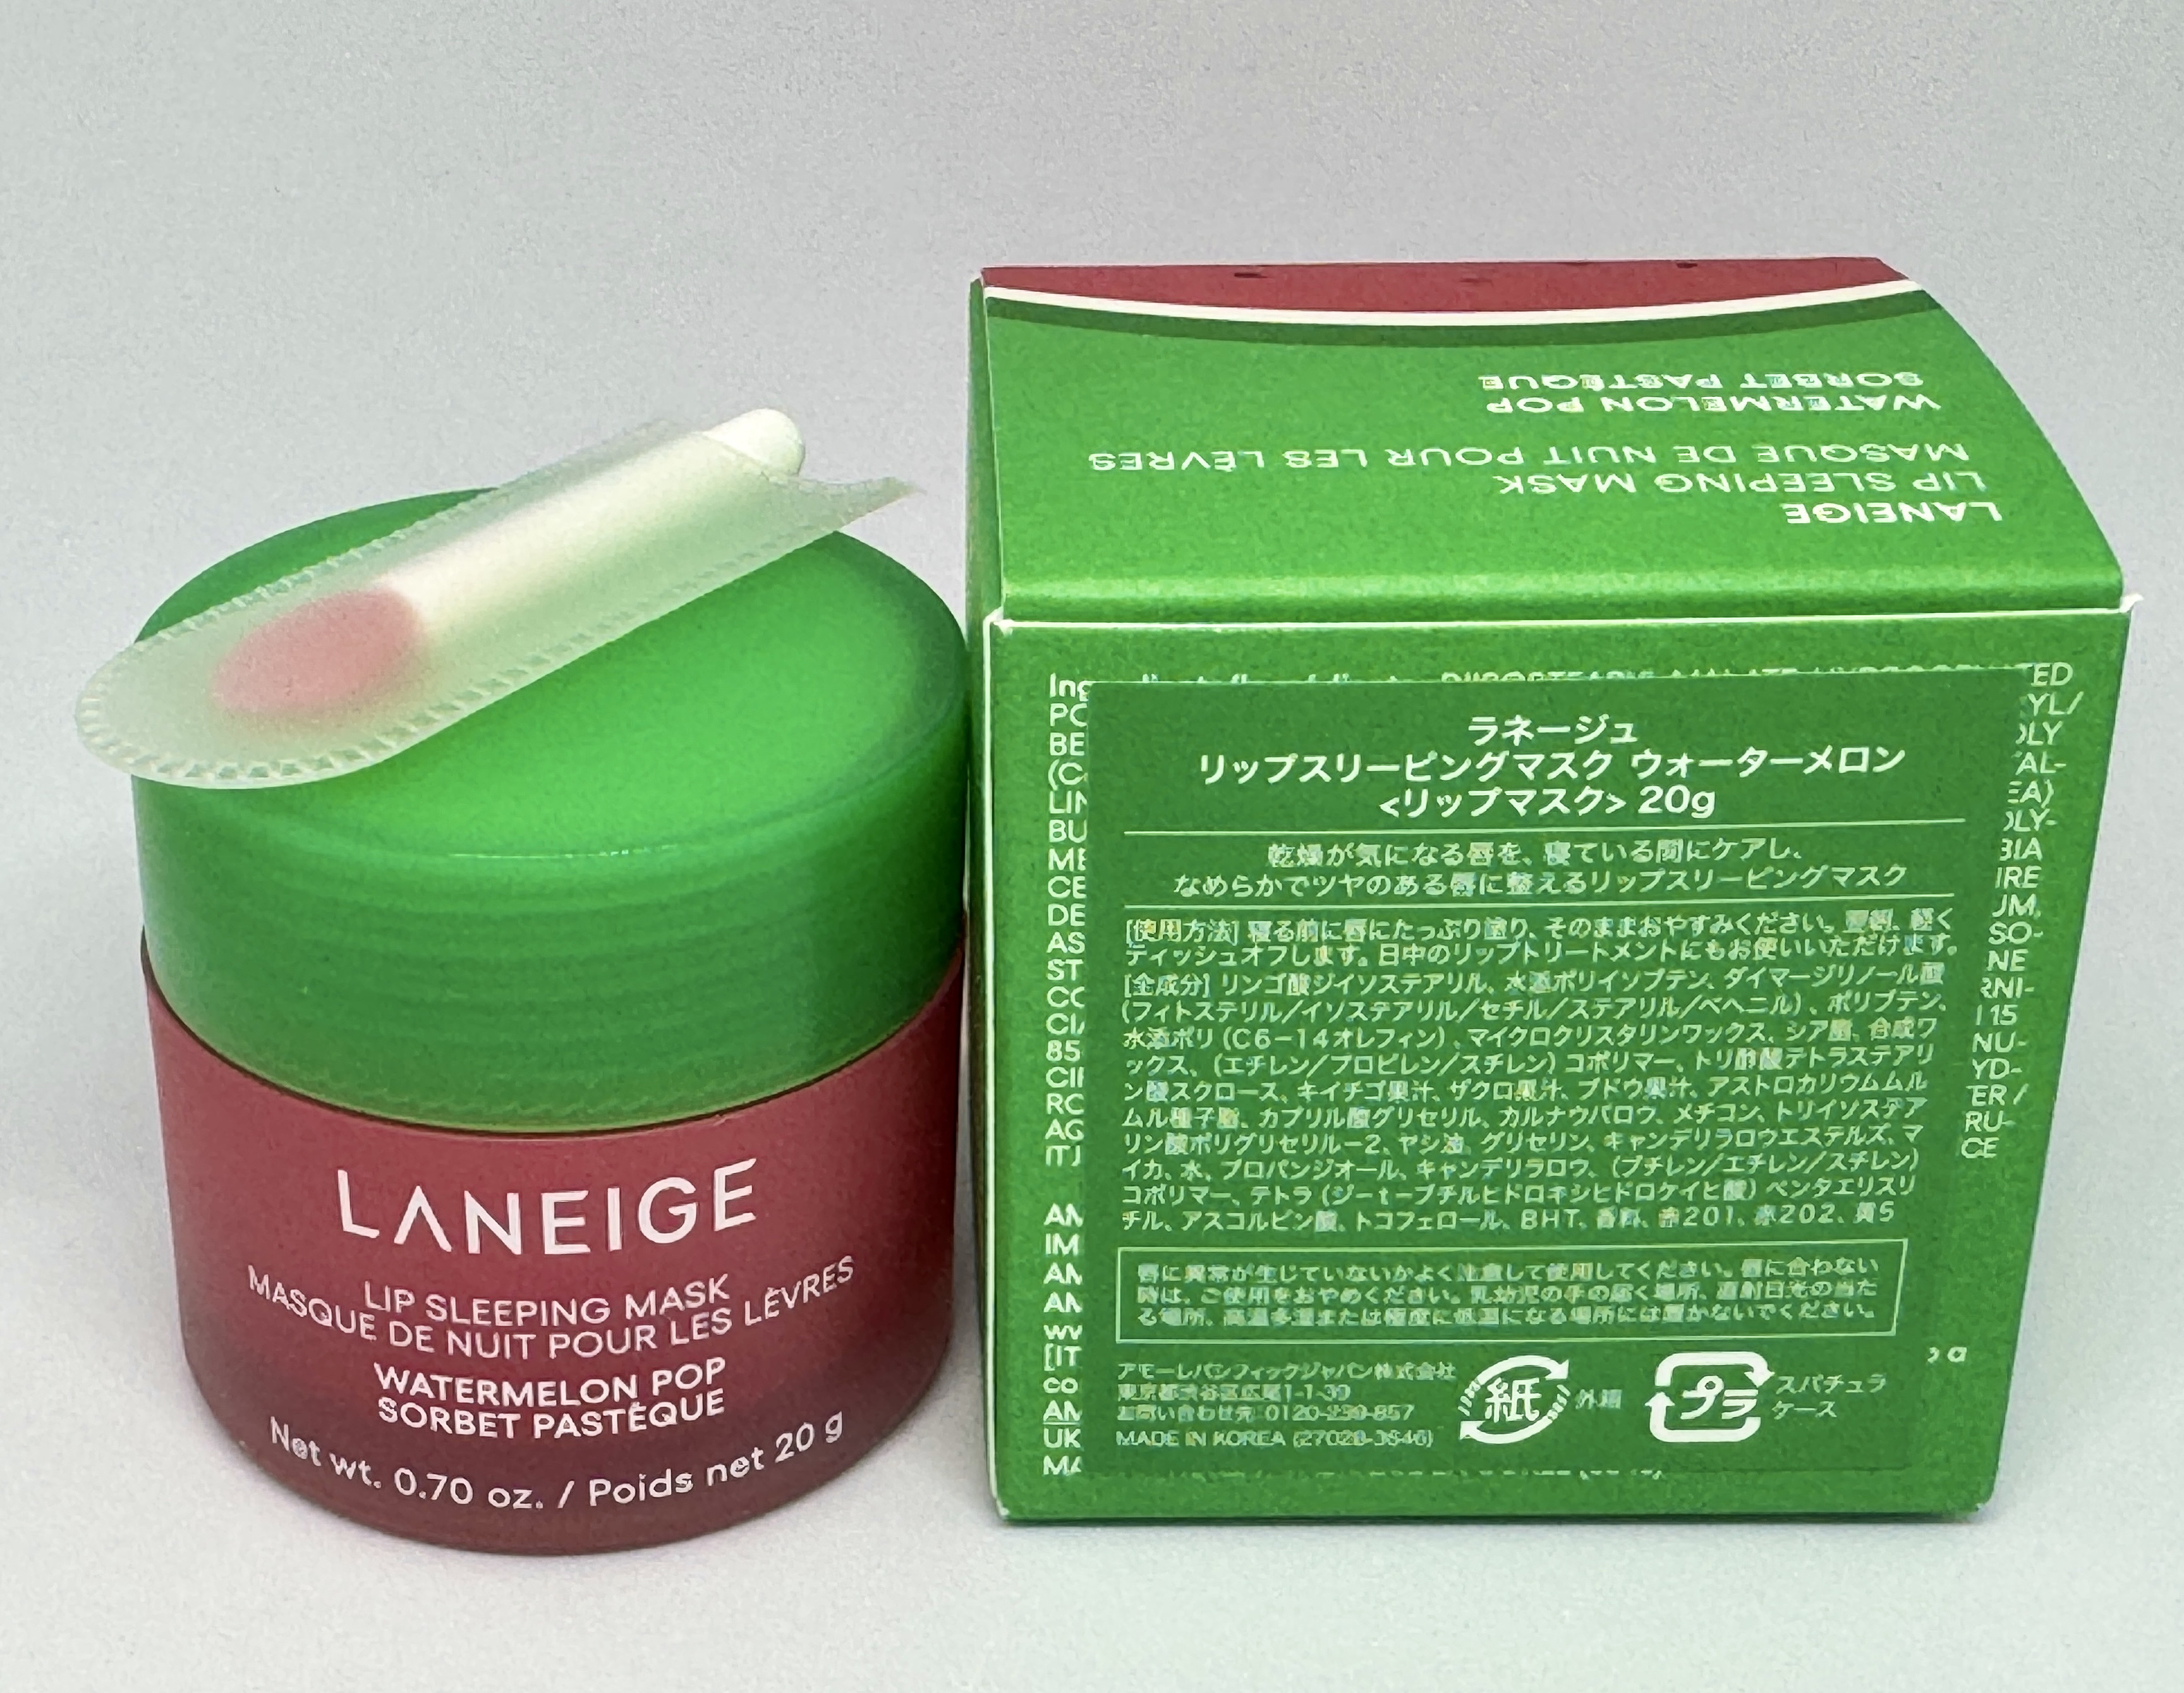 LANEIGE
LIP SLEEPING MASK
MASQUE DE NUIT POUR LES LÈVRES
WATERMELON POP
SORBET PASTÈQUE
Net wt. 0.70 oz. / Poids net 20 g
LANEIGE
LIP SLEEPING MASK
MASQUE DE NUIT POUR LES LÈVRES
WATERMELON POP
SORBET PASTÈQUE
ラネージュ
リップスリーピングマスク ウォーターメロン
<リップマスク> 20g
乾燥が気になる唇を、寝ている間にケアし、
なめらかでツヤのある唇に整えるリップスリーピングマスク
[使用方法] 寝る前に唇にたっぷり塗り、そのままおやすみください。翌朝、軽く
ティッシュオフします。日中のリップトリートメントにもお使いいただけます。
[全成分] リンゴ酸ジイソステアリル、水添ポリイソブテン、ダイマージリノール酸
(フィトステリル/イソステアリル/セチル/ステアリル/ベヘニル)、ポリブテン、
水添ポリ(C6-14オレフィン)、マイクロクリスタリンワックス、シア脂、合成ワ
ックス、(エチレン/プロピレン/スチレン)コポリマー、トリ酢酸テトラステアリ
ン酸スクロース、キイチゴ果汁、ザクロ果汁、ブドウ果汁、アストロカリウムムル
ムル種子脂、カプリル酸グリセリル、カルナウバロウ、メチコン、トリイソステア
リン酸ポリグリセリル-2、ヤシ油、グリセリン、キャンデリラロウエステルズ、マ
イカ、水、プロパンジオール、キャンデリラロウ、(ブチレン/エチレン/スチレン)
コポリマー、テトラ(ジ-t-ブチルヒドロキシヒドロケイヒ酸)ペンタエリスリ
チル、アスコルビン酸、トコフェロール、BHT、香料、赤201、赤202、黄5
唇に異常が生じていないかよく注意して使用してください。唇に合わない
時は、ご使用をおやめください。乳幼児の手の届く場所、直射日光の当た
る場所、高温多湿または極度に低温になる場所には置かないでください。
アモーレパシフィックジャパン株式会社
東京都渋谷区広尾1-1-39
お問い合わせ先 0120-239-857
MADE IN KOREA
紙 外箱
プラ スパチュラ
ケース